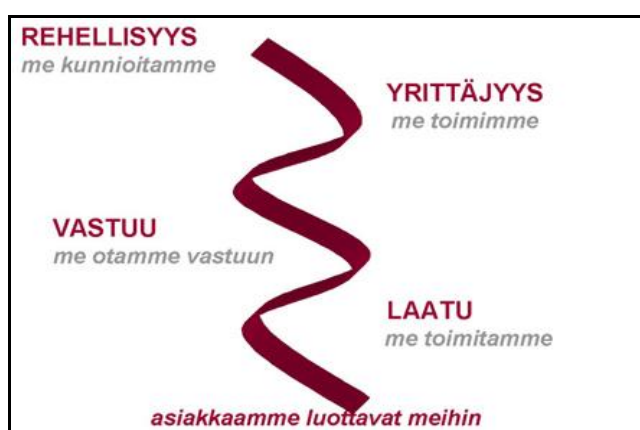 REHELLISYYS
me kunnioitamme
YRITTÄJYYS
me toimimme
VASTUU
me otamme vastuun
LAATU
me toimitamme
asiakkaamme luottavat meihin